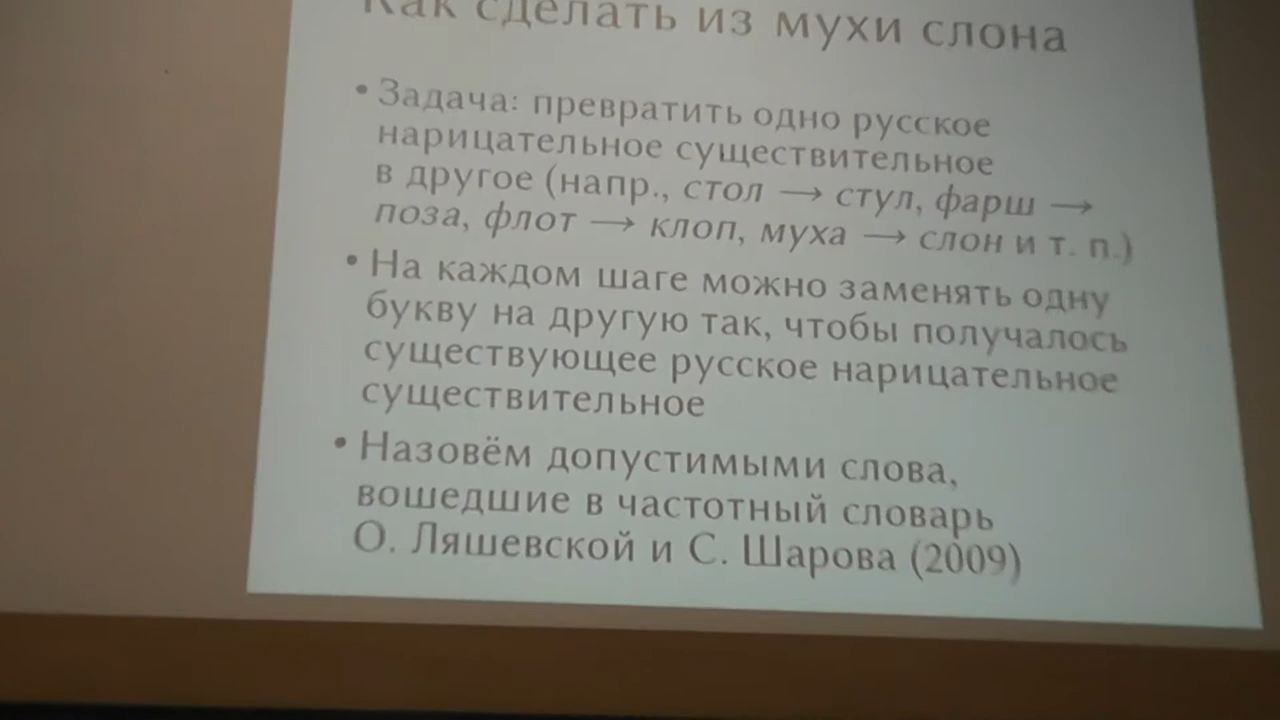 Как сделать из мухи слона
• Задача: превратить одно русское
нарицательное существительное
в другое (напр., стол → стул, фарш →
поза, флот → клоп, муха → слон и т. п.)
• На каждом шаге можно заменять одну
букву на другую так, чтобы получалось
существующее русское нарицательное
существительное
• Назовём допустимыми слова,
вошедшие в частотный словарь
О. Ляшевской и С. Шарова (2009)